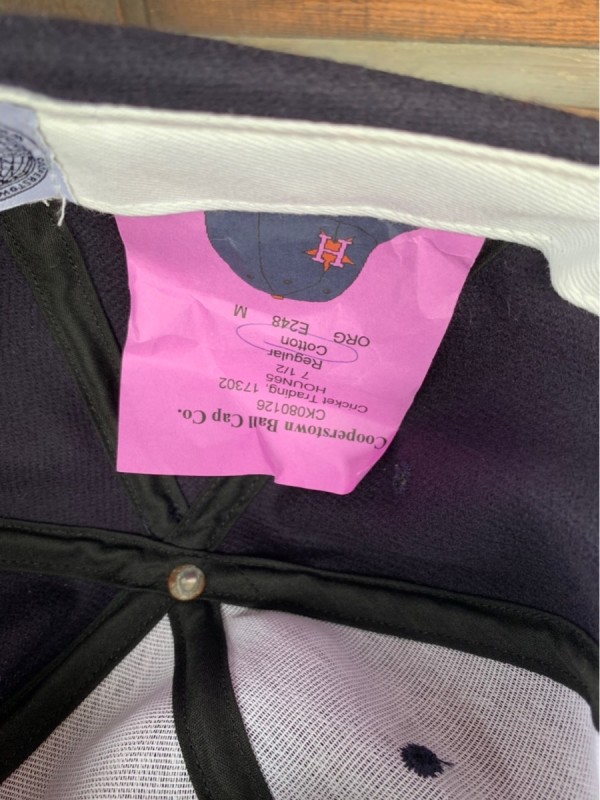 Cooperstown Ball Cap Co.
CK080126
Cricket Trading, 17302
HOUN65
7 1/2
Regular
Cotton
ORG E248 M
H